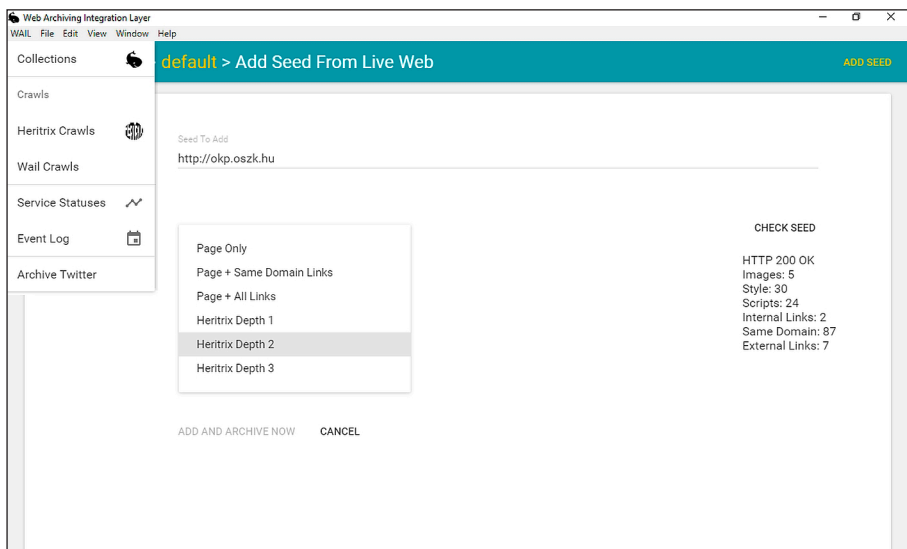 Web Archiving Integration Layer
WAIL File Edit View Window Help
Collections
default > Add Seed From Live Web
ADD SEED
Crawls
Heritrix Crawls
Wail Crawls
Service Statuses
Event Log
Archive Twitter
Seed To Add
http://okp.oszk.hu
Page Only
Page + Same Domain Links
Page + All Links
Heritrix Depth 1
Heritrix Depth 2
Heritrix Depth 3
ADD AND ARCHIVE NOW CANCEL
CHECK SEED
HTTP 200 OK
Images: 5
Style: 30
Scripts: 24
Internal Links: 2
Same Domain: 87
External Links: 7